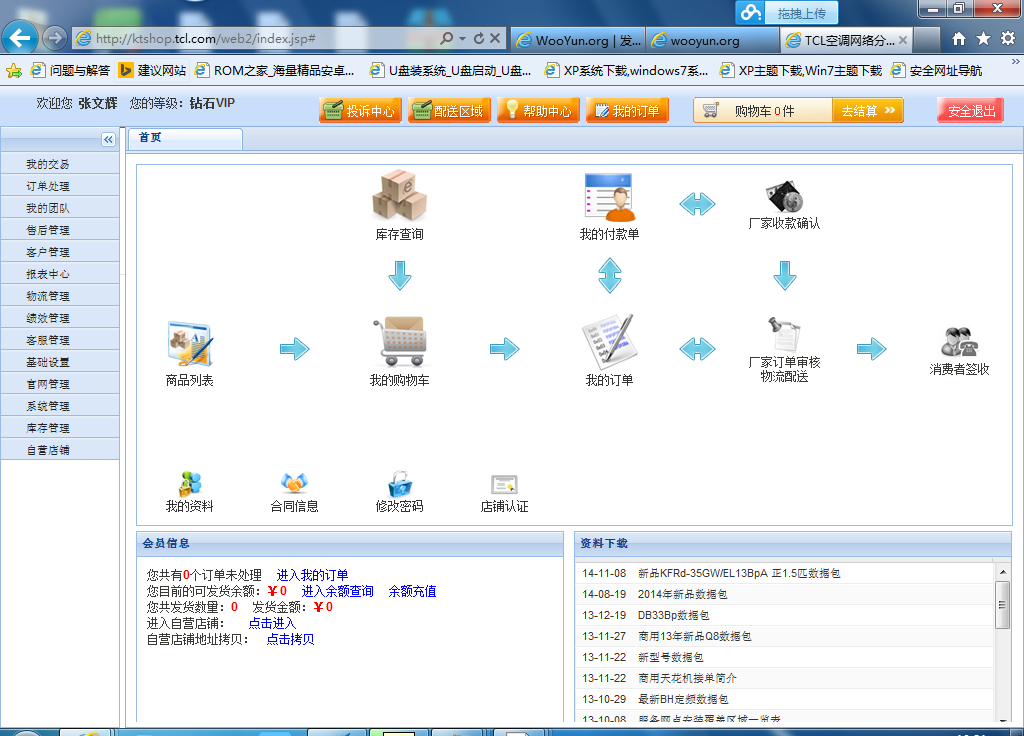 拖拽上传
http://ktshop.tcl.com/web2/index.jsp#
WooYun.org | 发...
wooyun.org
TCL空调网络分...
问题与解答
建议网站
ROM之家_海量精品安卓...
U盘装系统_U盘启动_U盘...
XP系统下载,windows7系...
XP主题下载,Win7主题下载
安全网址导航
欢迎您 张文辉 您的等级：钻石VIP
投诉中心
配送区域
帮助中心
我的订单
购物车 0 件
去结算 »
安全退出
首页
我的交易
订单处理
我的团队
售后管理
客户管理
报表中心
物流管理
绩效管理
客服管理
基础设置
官网管理
系统管理
库存管理
自营店铺
库存查询
我的付款单
厂家收款确认
商品列表
我的购物车
我的订单
厂家订单审核
物流配送
消费者签收
我的资料
合同信息
修改密码
店铺认证
会员信息
您共有0个订单未处理 进入我的订单
您目前的可发货余额：￥0 进入余额查询 余额充值
您共发货数量：0 发货金额：￥0
进入自营店铺： 点击进入
自营店铺地址拷贝： 点击拷贝
资料下载
14-11-08 新品KFRd-35GW/EL13BpA 正1.5匹数据包
14-08-19 2014年新品数据包
13-12-19 DB33Bp数据包
13-11-27 商用13年新品Q8数据包
13-11-22 新型号数据包
13-11-22 商用天花机接单简介
13-10-29 最新BH定频数据包
13-10-08 服务网点安装覆盖区域一览表